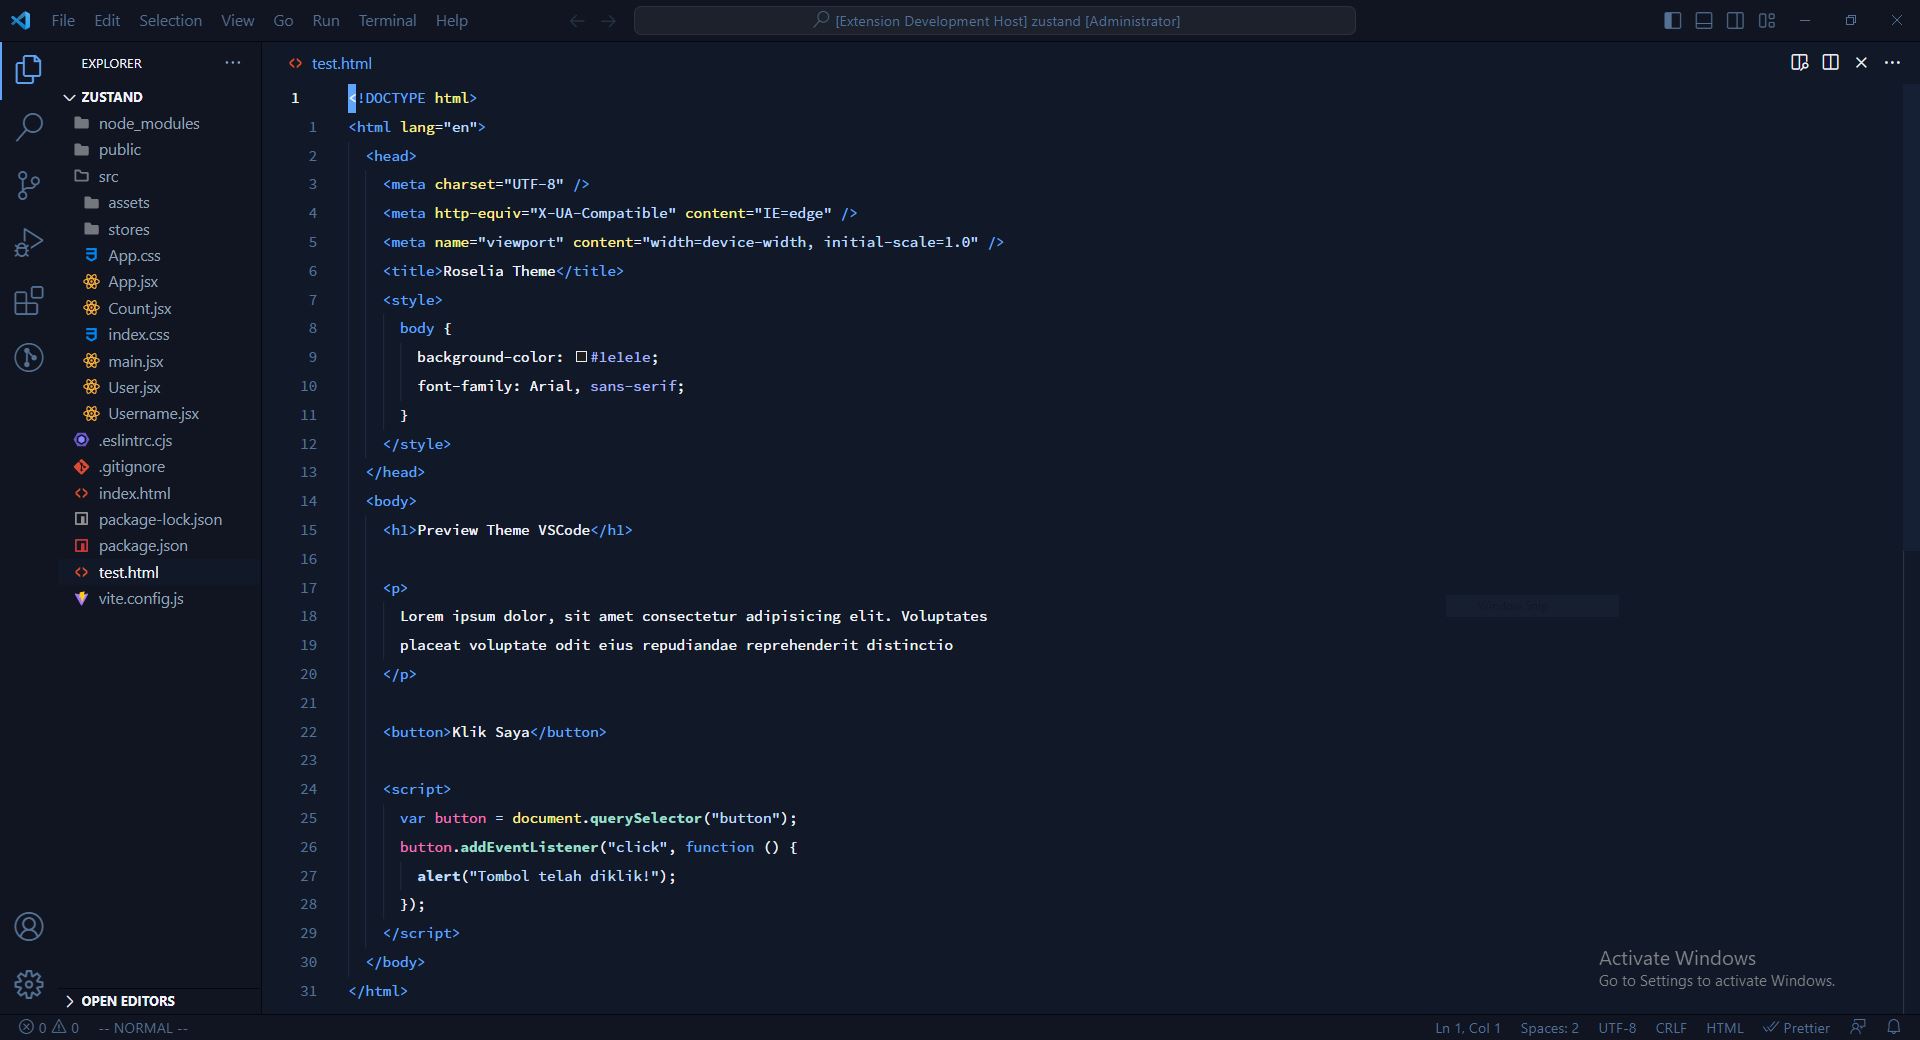 File Edit Selection View Go Run Terminal Help
[Extension Development Host] zustand [Administrator]
EXPLORER
ZUSTAND
node_modules
public
src
assets
stores
App.css
App.jsx
Count.jsx
index.css
main.jsx
User.jsx
Username.jsx
.eslintrc.cjs
.gitignore
index.html
package-lock.json
package.json
test.html
vite.config.js
OPEN EDITORS
test.html
1 <!DOCTYPE html>
1 <html lang="en">
2 <head>
3 <meta charset="UTF-8" />
4 <meta http-equiv="X-UA-Compatible" content="IE=edge" />
5 <meta name="viewport" content="width=device-width, initial-scale=1.0" />
6 <title>Roselia Theme</title>
7 <style>
8 body {
9 background-color: #1e1e1e;
10 font-family: Arial, sans-serif;
11 }
12 </style>
13 </head>
14 <body>
15 <h1>Preview Theme VSCode</h1>
16
17 <p>
18 Lorem ipsum dolor, sit amet consectetur adipisicing elit. Voluptates
19 placeat voluptate odit eius repudiandae reprehenderit distinctio
20 </p>
21
22 <button>Klik Saya</button>
23
24 <script>
25 var button = document.querySelector("button");
26 button.addEventListener("click", function () {
27 alert("Tombol telah diklik!");
28 });
29 </script>
30 </body>
31 </html>
Window Snip
Activate Windows
Go to Settings to activate Windows.
0 0 -- NORMAL --
Ln 1, Col 1 Spaces: 2 UTF-8 CRLF HTML Prettier